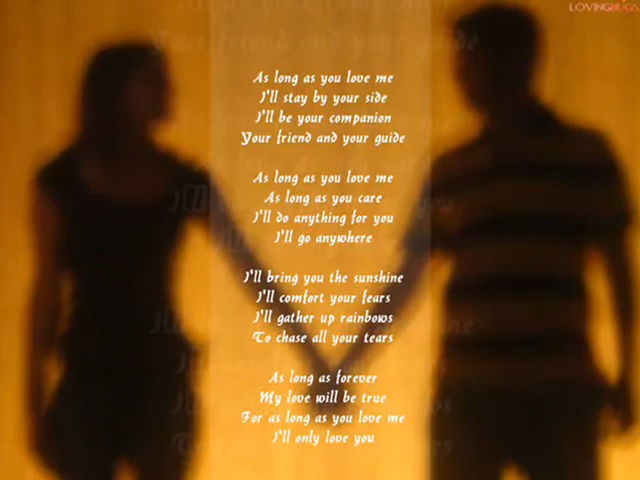 LOVINGHUGS
As long as you love me
I'll stay by your side
I'll be your companion
Your friend and your guide
As long as you love me
As long as you care
I'll do anything for you
I'll go anywhere
I'll bring you the sunshine
I'll comfort your fears
I'll gather up rainbows
To chase all your tears
As long as forever
My love will be true
For as long as you love me
I'll only love you